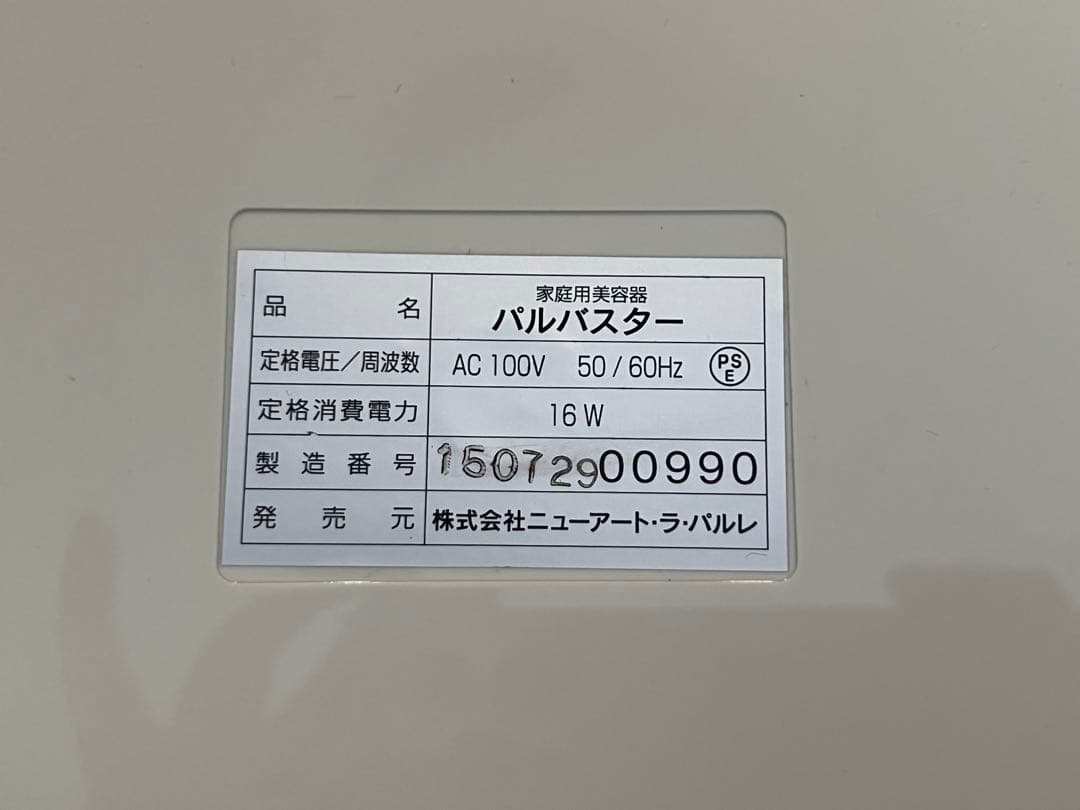 品名 家庭用美容器
パルバスター
定格電圧／周波数 AC 100V 50 / 60Hz PSE
定格消費電力 16W
製造番号 15072900990
発売元 株式会社ニューアート・ラ・パルレ